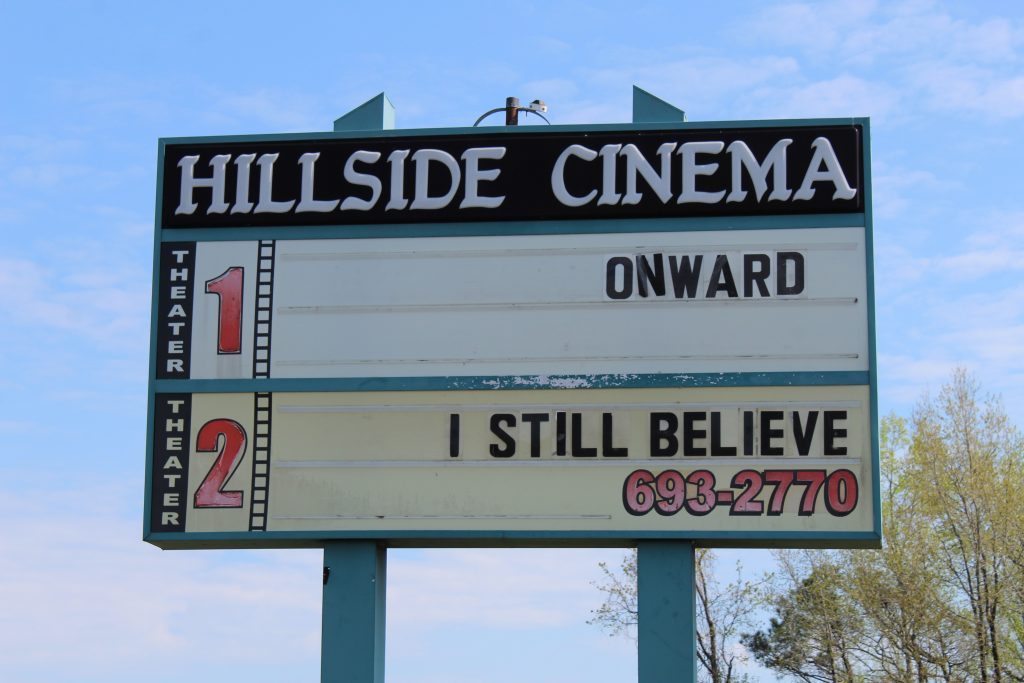 HILLSIDE CINEMA
THEATER
1
ONWARD
THEATER
2
I STILL BELIEVE
693-2770